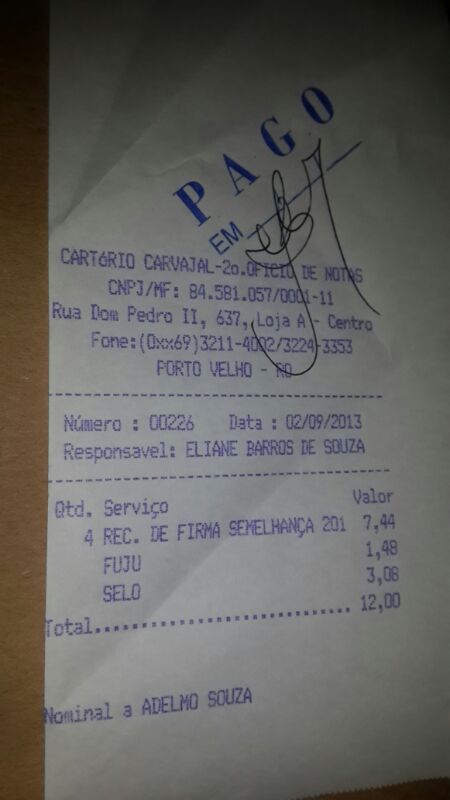 PAGO
EM
CARTóRIO CARVAJAL-2o.OFICIO DE NOTAS
CNPJ/MF: 84.581.057/0001-11
Rua Dom Pedro II, 637, Loja A - Centro
Fone:(0xx69)3211-4002/3224-3353
PORTO VELHO - RO
Número : 00226 Data : 02/09/2013
Responsavel: ELIANE BARROS DE SOUZA
Qtd. Serviço Valor
4 REC. DE FIRMA SEMELHANÇA 201 7,44
FUJU 1,48
SELO 3,08
Total................................ 12,00
Nominal a ADELMO SOUZA